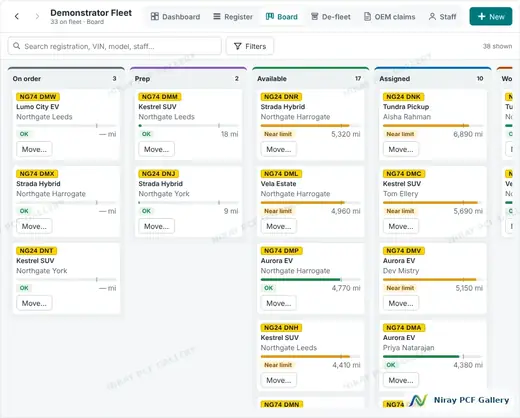 Demonstrator Fleet
33 on fleet · Board
Dashboard
Register
Board
De-fleet
OEM claims
Staff
+ New
Search registration, VIN, model, staff...
Filters
38 shown
On order 3
NG74 DMW
Lumo City EV
Northgate Leeds
OK — mi
Move...
NG74 DMX
Strada Hybrid
Northgate Harrogate
OK — mi
Move...
NG24 DNT
Kestrel SUV
Northgate York
OK — mi
Move...
Prep 2
NG74 DMM
Kestrel SUV
Northgate Leeds
OK 18 mi
Move...
NG74 DNJ
Strada Hybrid
Northgate York
OK 9 mi
Move...
Available 17
NG24 DNR
Strada Hybrid
Northgate Harrogate
Near limit 5,320 mi
Move...
NG74 DML
Vela Estate
Northgate Harrogate
Near limit 4,960 mi
Move...
NG74 DMP
Aurora EV
Northgate Harrogate
OK 4,770 mi
Move...
NG24 DNH
Kestrel SUV
Northgate Leeds
Near limit 4,410 mi
Move...
NG74 DMN
Assigned 10
NG24 DNK
Tundra Pickup
Aisha Rahman
Near limit 6,890 mi
Move...
NG74 DMC
Kestrel SUV
Tom Ellery
Near limit 5,690 mi
Move...
NG74 DMV
Aurora EV
Dev Mistry
Near limit 5,150 mi
Move...
NG74 DMA
Aurora EV
Priya Natarajan
OK 4,380 mi
Move...
NG74
Wo
Niray PCF Gallery